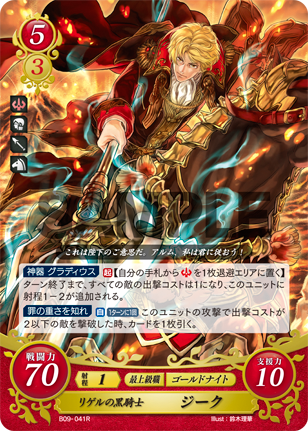 5
3
SAMPLE
これは陛下のご意思だ。アルム、私は君に従おう!
神器 グラディウス 起 【自分の手札から を1枚退避エリアに置く】
ターン終了まで、すべての敵の出撃コストは1になり、このユニットに
射程1-2が追加される。
罪の重さを知れ 自 1ターンに1回 このユニットの攻撃で出撃コストが
2以下の敵を撃破した時、カードを1枚引く。
戦闘力
70
射程 1
最上級職
ゴールドナイト
支援力
10
リゲルの黒騎士 ジーク
B09-041R
Illust:鈴木理華